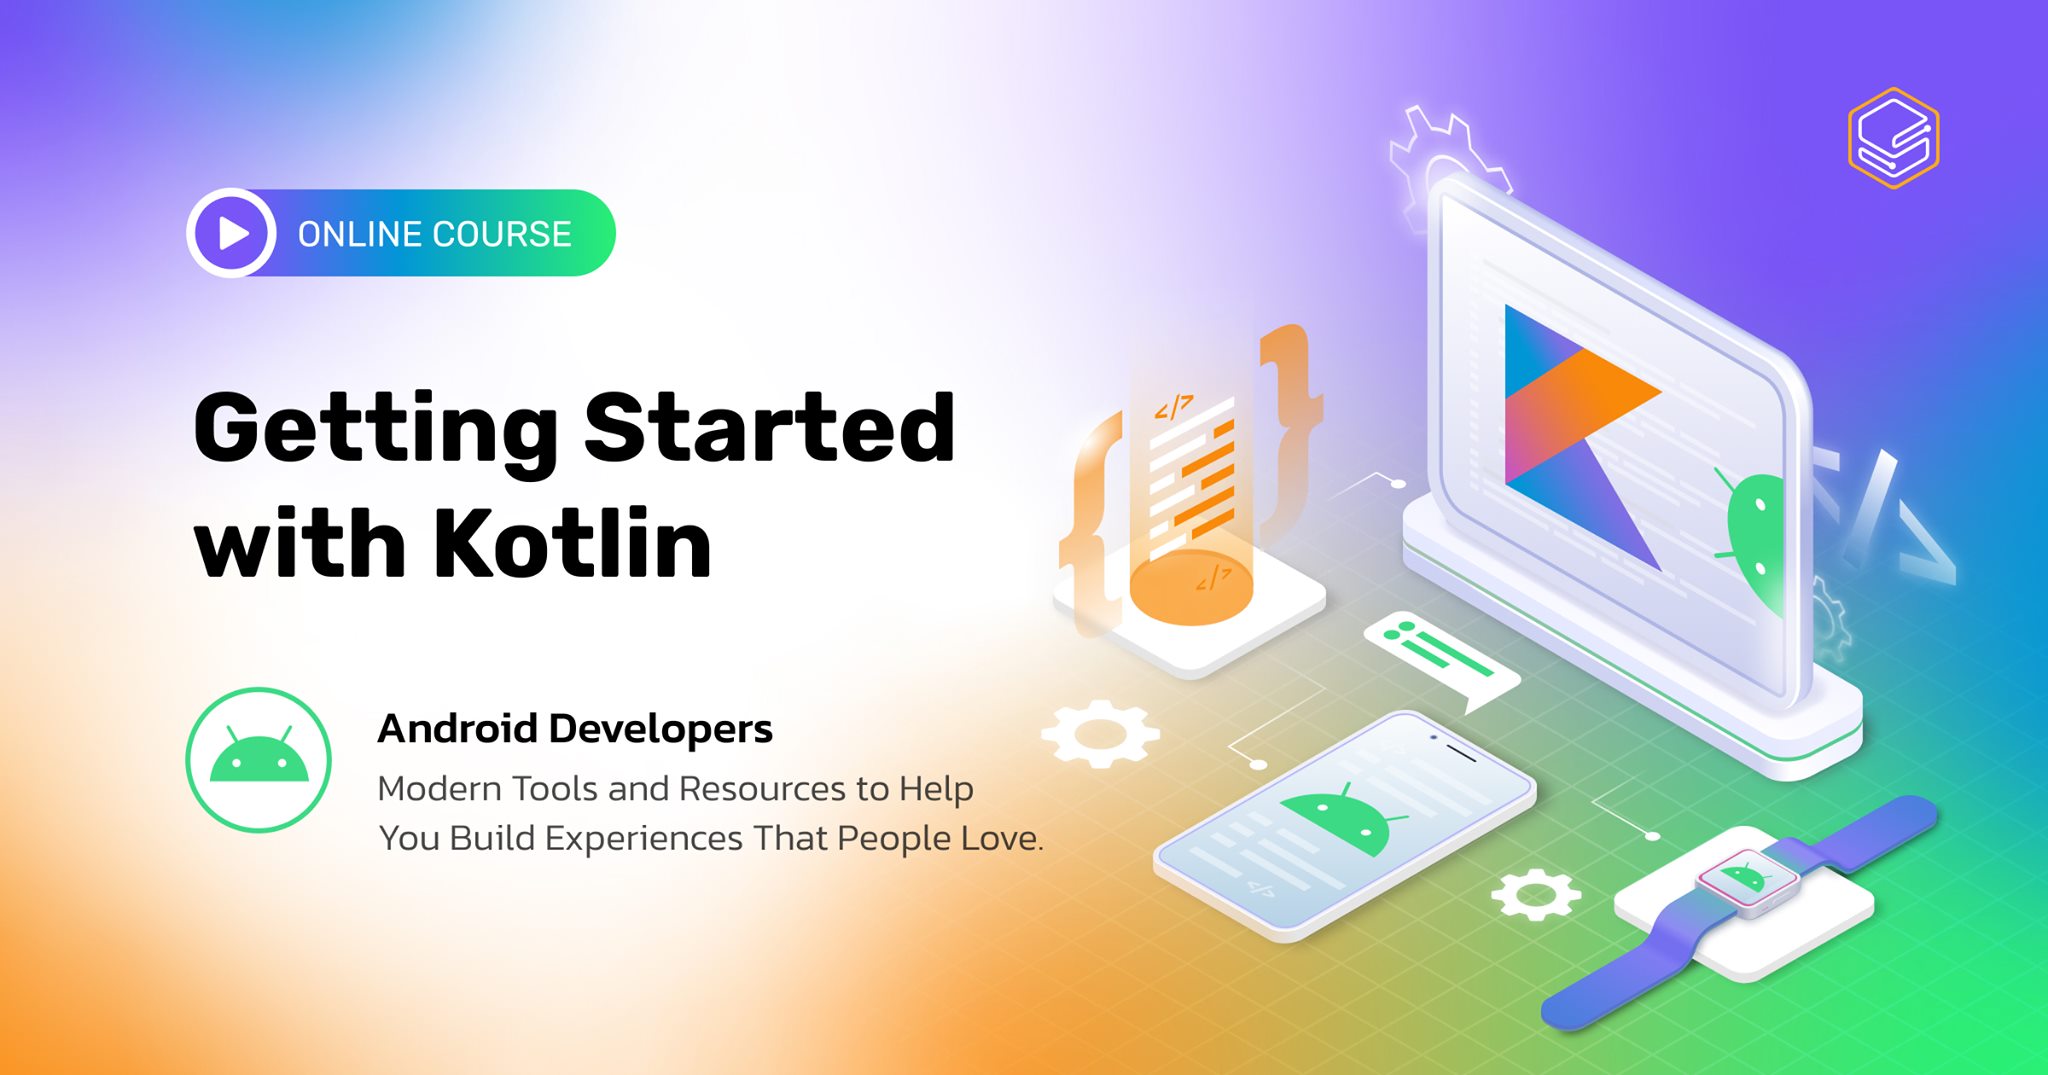 ONLINE COURSE
Getting Started
with Kotlin
Android Developers
Modern Tools and Resources to Help
You Build Experiences That People Love.